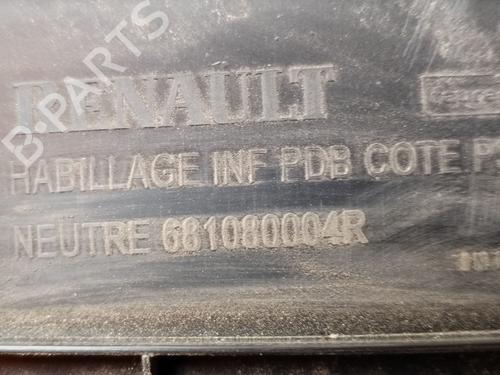 RENAULT
HABILLAGE INF PDB COTE
NEUTRE 681080004R
B-PARTS